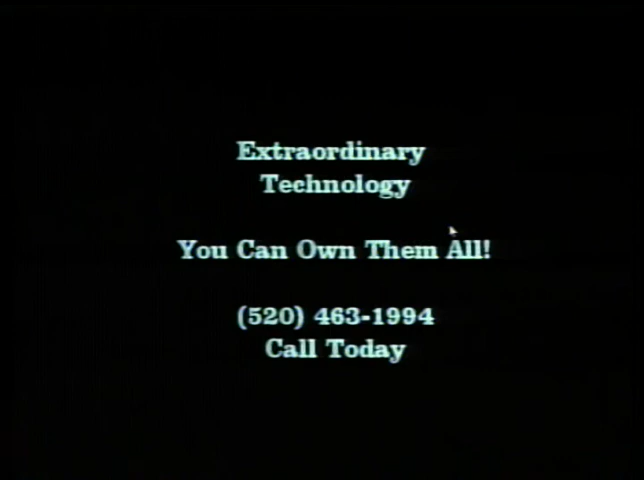 Extraordinary
Technology
You Can Own Them All!
(520) 463-1994
Call Today